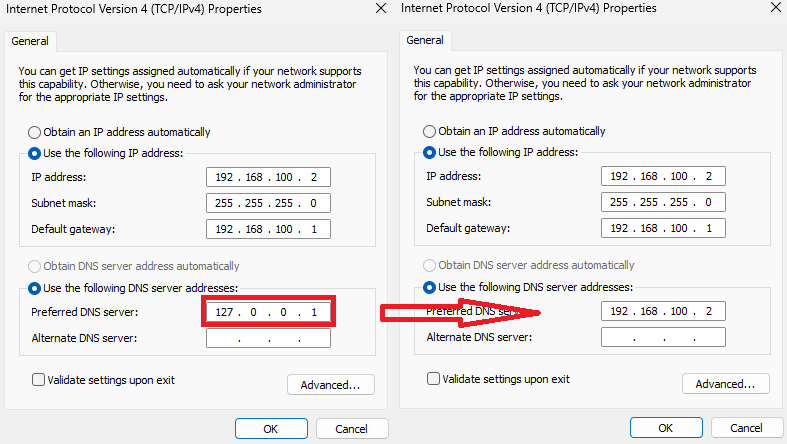 Internet Protocol Version 4 (TCP/IPv4) Properties
General
You can get IP settings assigned automatically if your network supports
this capability. Otherwise, you need to ask your network administrator
for the appropriate IP settings.
Obtain an IP address automatically
Use the following IP address:
IP address: 192 . 168 . 100 . 2
Subnet mask: 255 . 255 . 255 . 0
Default gateway: 192 . 168 . 100 . 1
Obtain DNS server address automatically
Use the following DNS server addresses:
Preferred DNS server: 127 . 0 . 0 . 1
Alternate DNS server: . . .
Validate settings upon exit
Advanced...
OK Cancel
Internet Protocol Version 4 (TCP/IPv4) Properties
General
You can get IP settings assigned automatically if your network supports
this capability. Otherwise, you need to ask your network administrator
for the appropriate IP settings.
Obtain an IP address automatically
Use the following IP address:
IP address: 192 . 168 . 100 . 2
Subnet mask: 255 . 255 . 255 . 0
Default gateway: 192 . 168 . 100 . 1
Obtain DNS server address automatically
Use the following DNS server addresses:
Preferred DNS 192 . 168 . 100 . 2
Alternate DNS server: . . .
Validate settings upon exit
Advanced...
OK Cancel